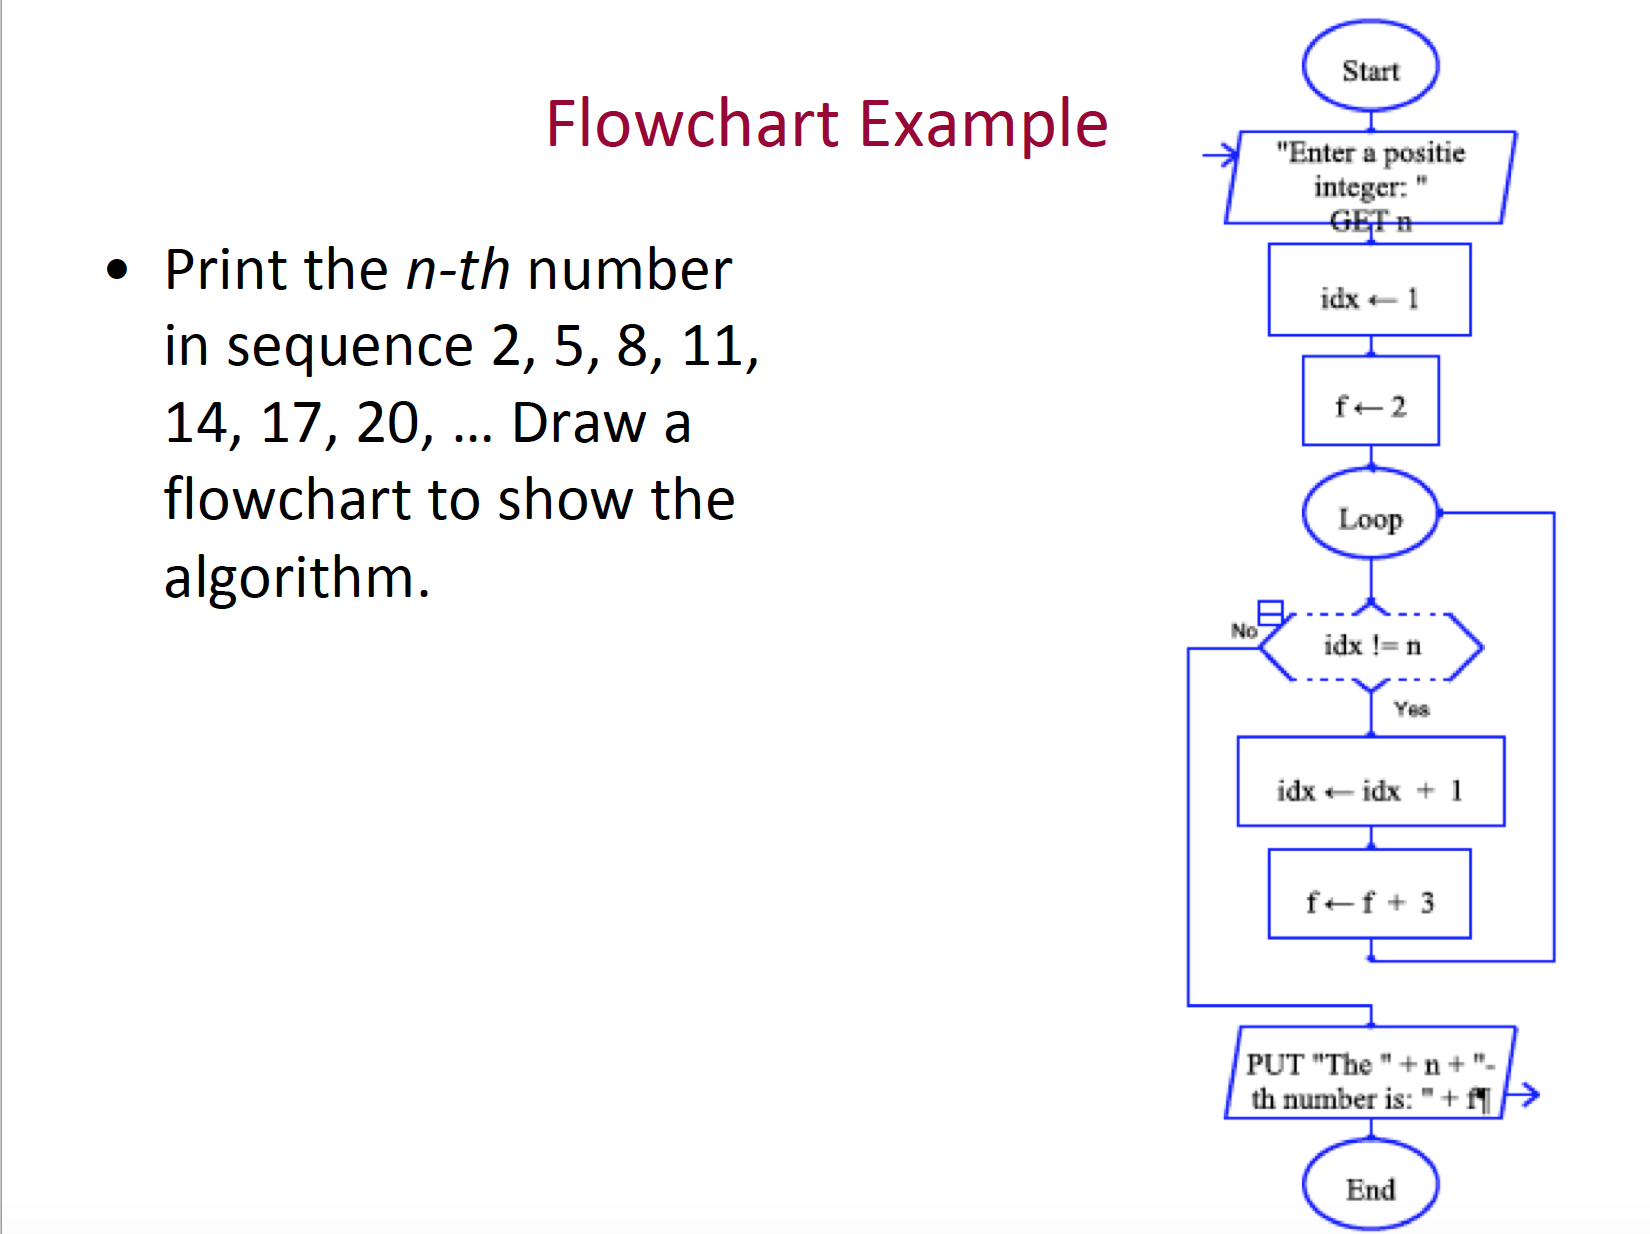 Flowchart Example
• Print the n-th number
in sequence 2, 5, 8, 11,
14, 17, 20, ... Draw a
flowchart to show the
algorithm.
Start
"Enter a positie
integer: "
GET n
idx ← 1
f ← 2
Loop
No
idx != n
Yes
idx ← idx + 1
f ← f + 3
PUT "The " + n + "-
th number is: " + f¶
End